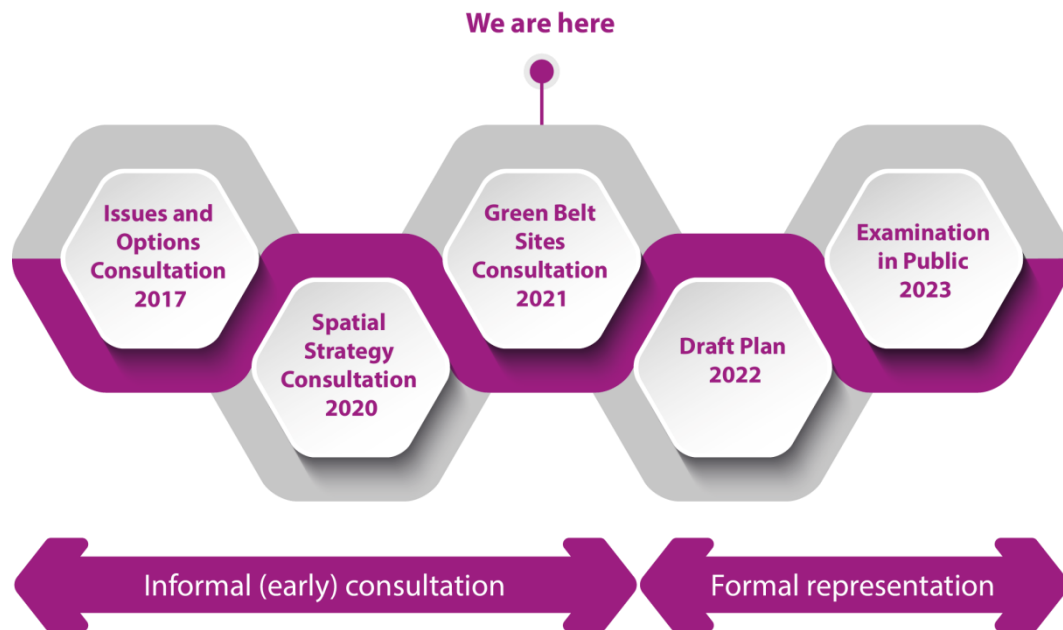 We are here
Issues and
Options
Consultation
2017
Spatial
Strategy
Consultation
2020
Green Belt
Sites
Consultation
2021
Draft Plan
2022
Examination
in Public
2023
Informal (early) consultation
Formal representation